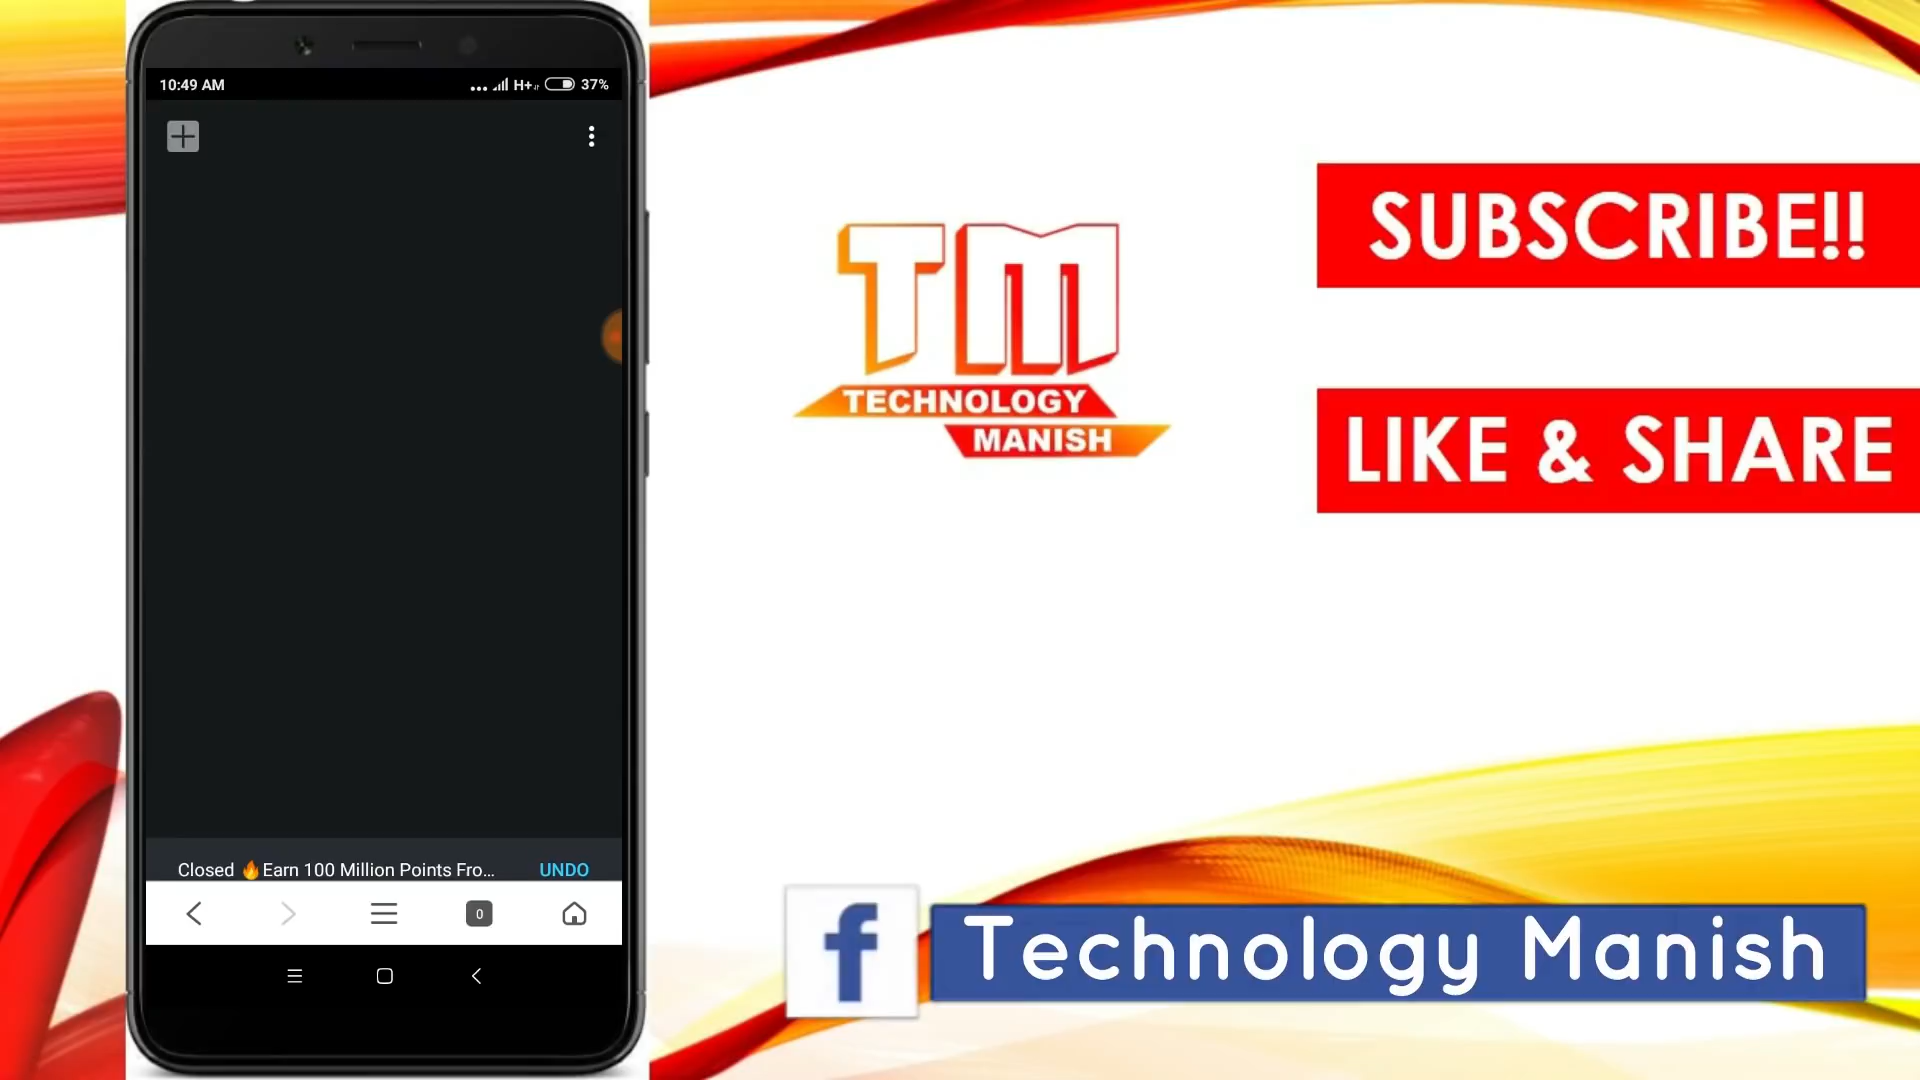 10:49 AM
H+ 37%
Closed 🔥Earn 100 Million Points Fro... UNDO
0
TM
TECHNOLOGY
MANISH
SUBSCRIBE!!
LIKE & SHARE
f Technology Manish